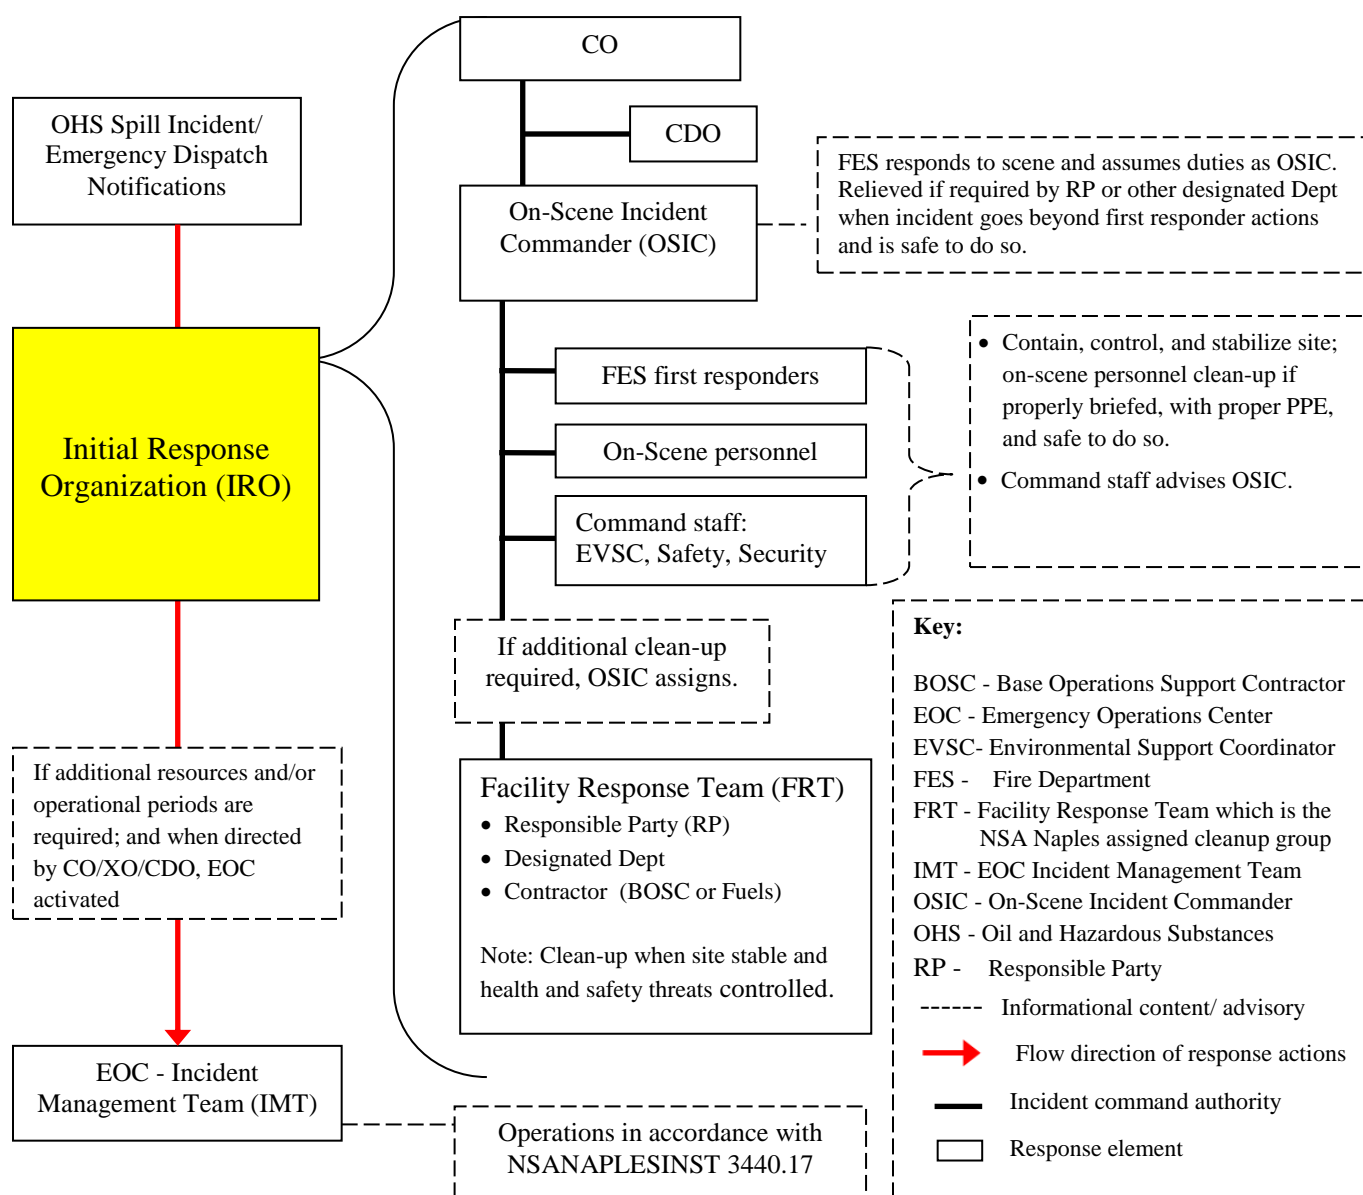 CO
CDO
OHS Spill Incident/
Emergency Dispatch
Notifications
On-Scene Incident
Commander (OSIC)
FES responds to scene and assumes duties as OSIC.
Relieved if required by RP or other designated Dept
when incident goes beyond first responder actions
and is safe to do so.
Initial Response
Organization (IRO)
FES first responders
On-Scene personnel
Command staff:
EVSC, Safety, Security
• Contain, control, and stabilize site;
on-scene personnel clean-up if
properly briefed, with proper PPE,
and safe to do so.
• Command staff advises OSIC.
If additional clean-up
required, OSIC assigns.
If additional resources and/or
operational periods are
required; and when directed
by CO/XO/CDO, EOC
activated
Facility Response Team (FRT)
• Responsible Party (RP)
• Designated Dept
• Contractor (BOSC or Fuels)
Note: Clean-up when site stable and
health and safety threats controlled.
EOC - Incident
Management Team (IMT)
Operations in accordance with
NSANAPLESINST 3440.17
Key:
BOSC - Base Operations Support Contractor
EOC - Emergency Operations Center
EVSC- Environmental Support Coordinator
FES - Fire Department
FRT - Facility Response Team which is the
NSA Naples assigned cleanup group
IMT - EOC Incident Management Team
OSIC - On-Scene Incident Commander
OHS - Oil and Hazardous Substances
RP - Responsible Party
Informational content/ advisory
Flow direction of response actions
Incident command authority
Response element